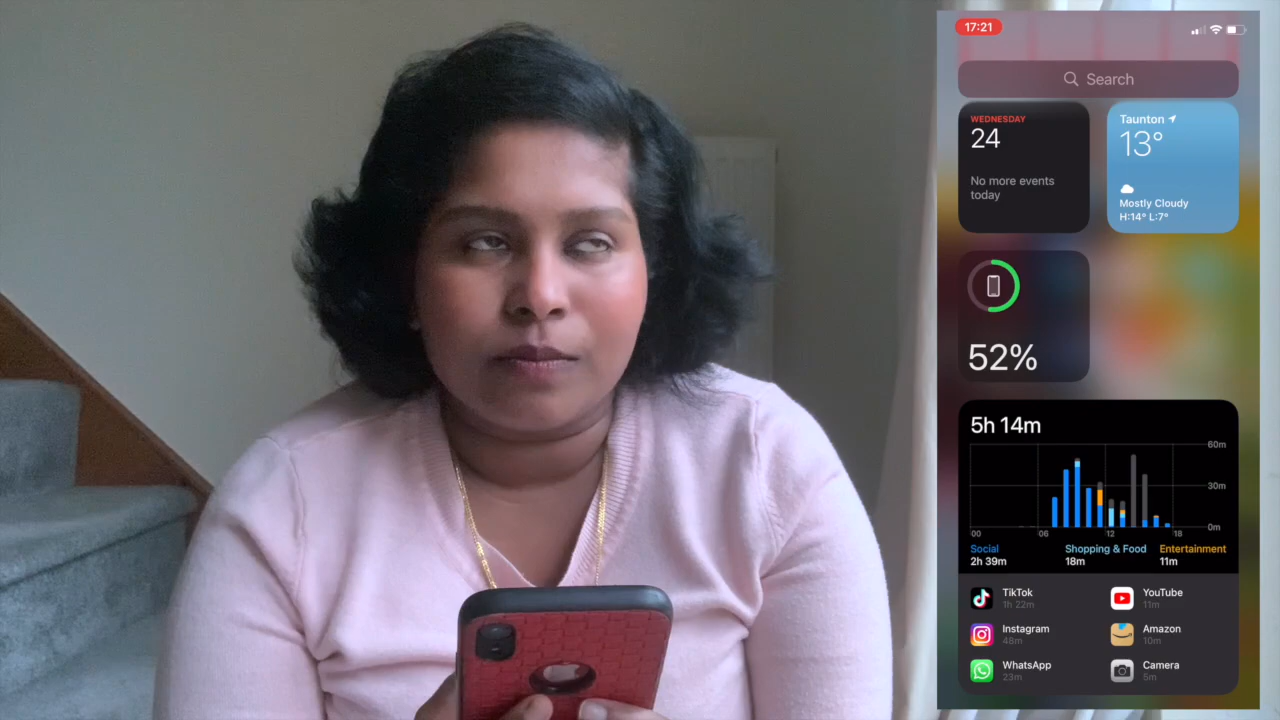 17:21
Search
WEDNESDAY
24
No more events
today
Taunton
13°
Mostly Cloudy
H:14° L:7°
52%
5h 14m
60m
30m
0m
00 06 12 18
Social Shopping & Food Entertainment
2h 39m 18m 11m
TikTok
1h 22m
YouTube
11m
Instagram
48m
Amazon
10m
WhatsApp
23m
Camera
5m